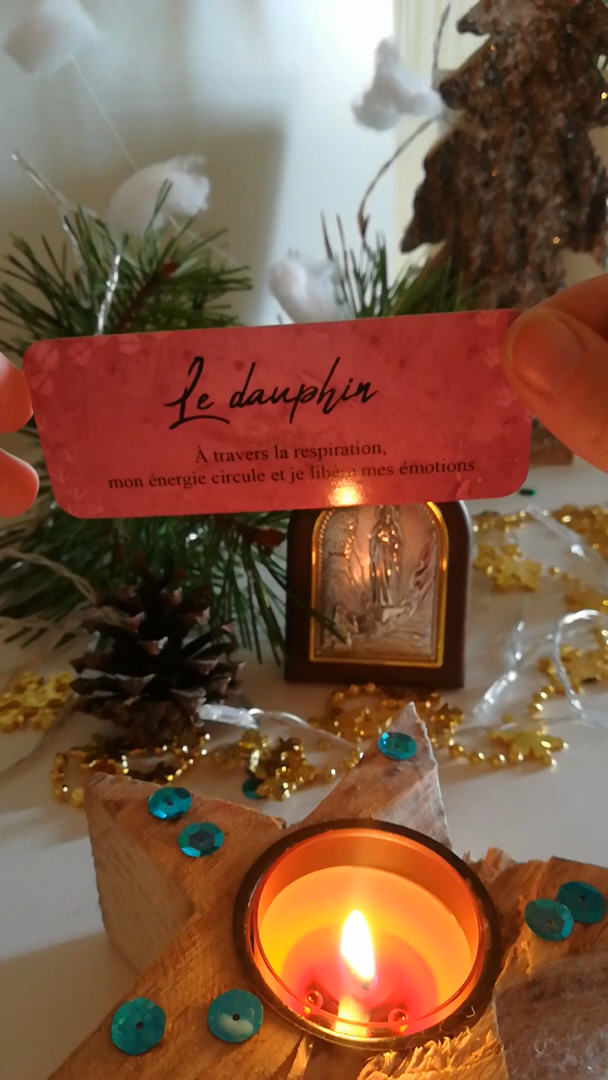 Le dauphin
À travers la respiration,
mon énergie circule et je libère mes émotions.